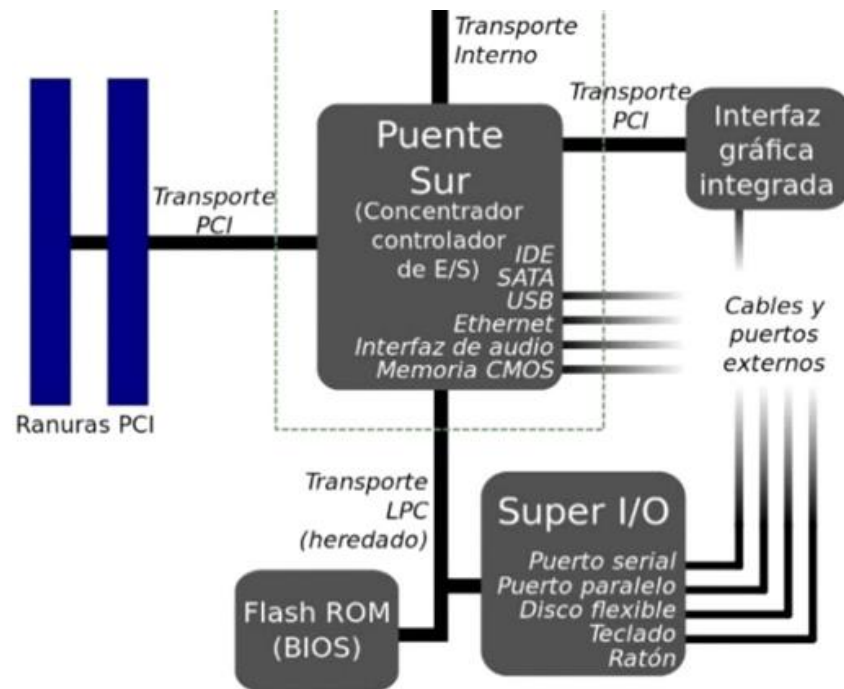 Transporte
Interno
Transporte
PCI
Interfaz
gráfica
integrada
Puente
Sur
(Concentrador
controlador
de E/S)
IDE
SATA
USB
Ethernet
Interfaz de audio
Memoria CMOS
Transporte
PCI
Cables y
puertos
externos
Ranuras PCI
Transporte
LPC
(heredado)
Super I/O
Puerto serial
Puerto paralelo
Disco flexible
Teclado
Ratón
Flash ROM
(BIOS)